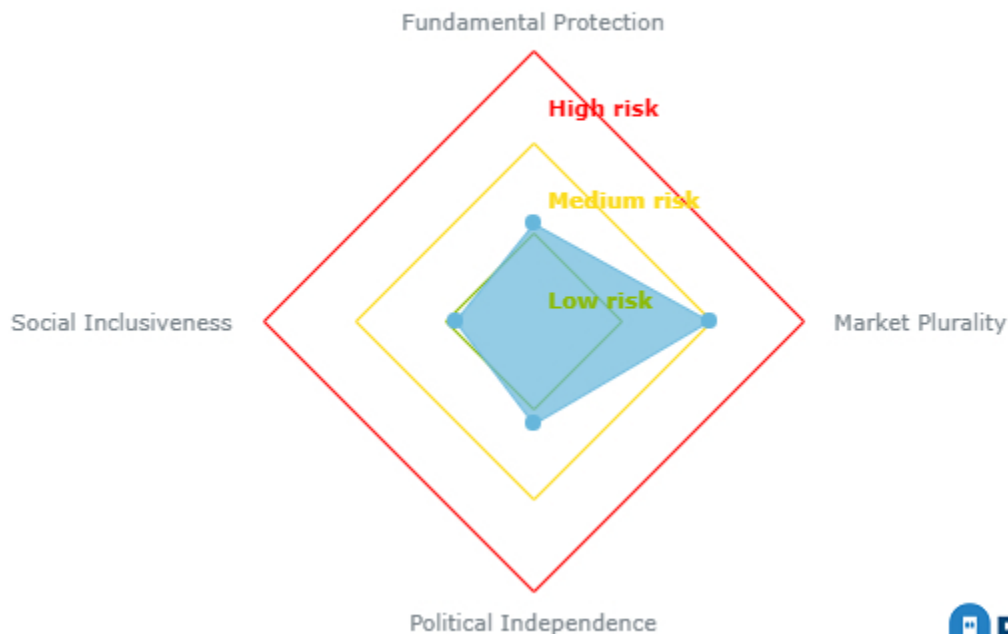 Fundamental Protection
High risk
Medium risk
Low risk
Social Inclusiveness
Market Plurality
Political Independence